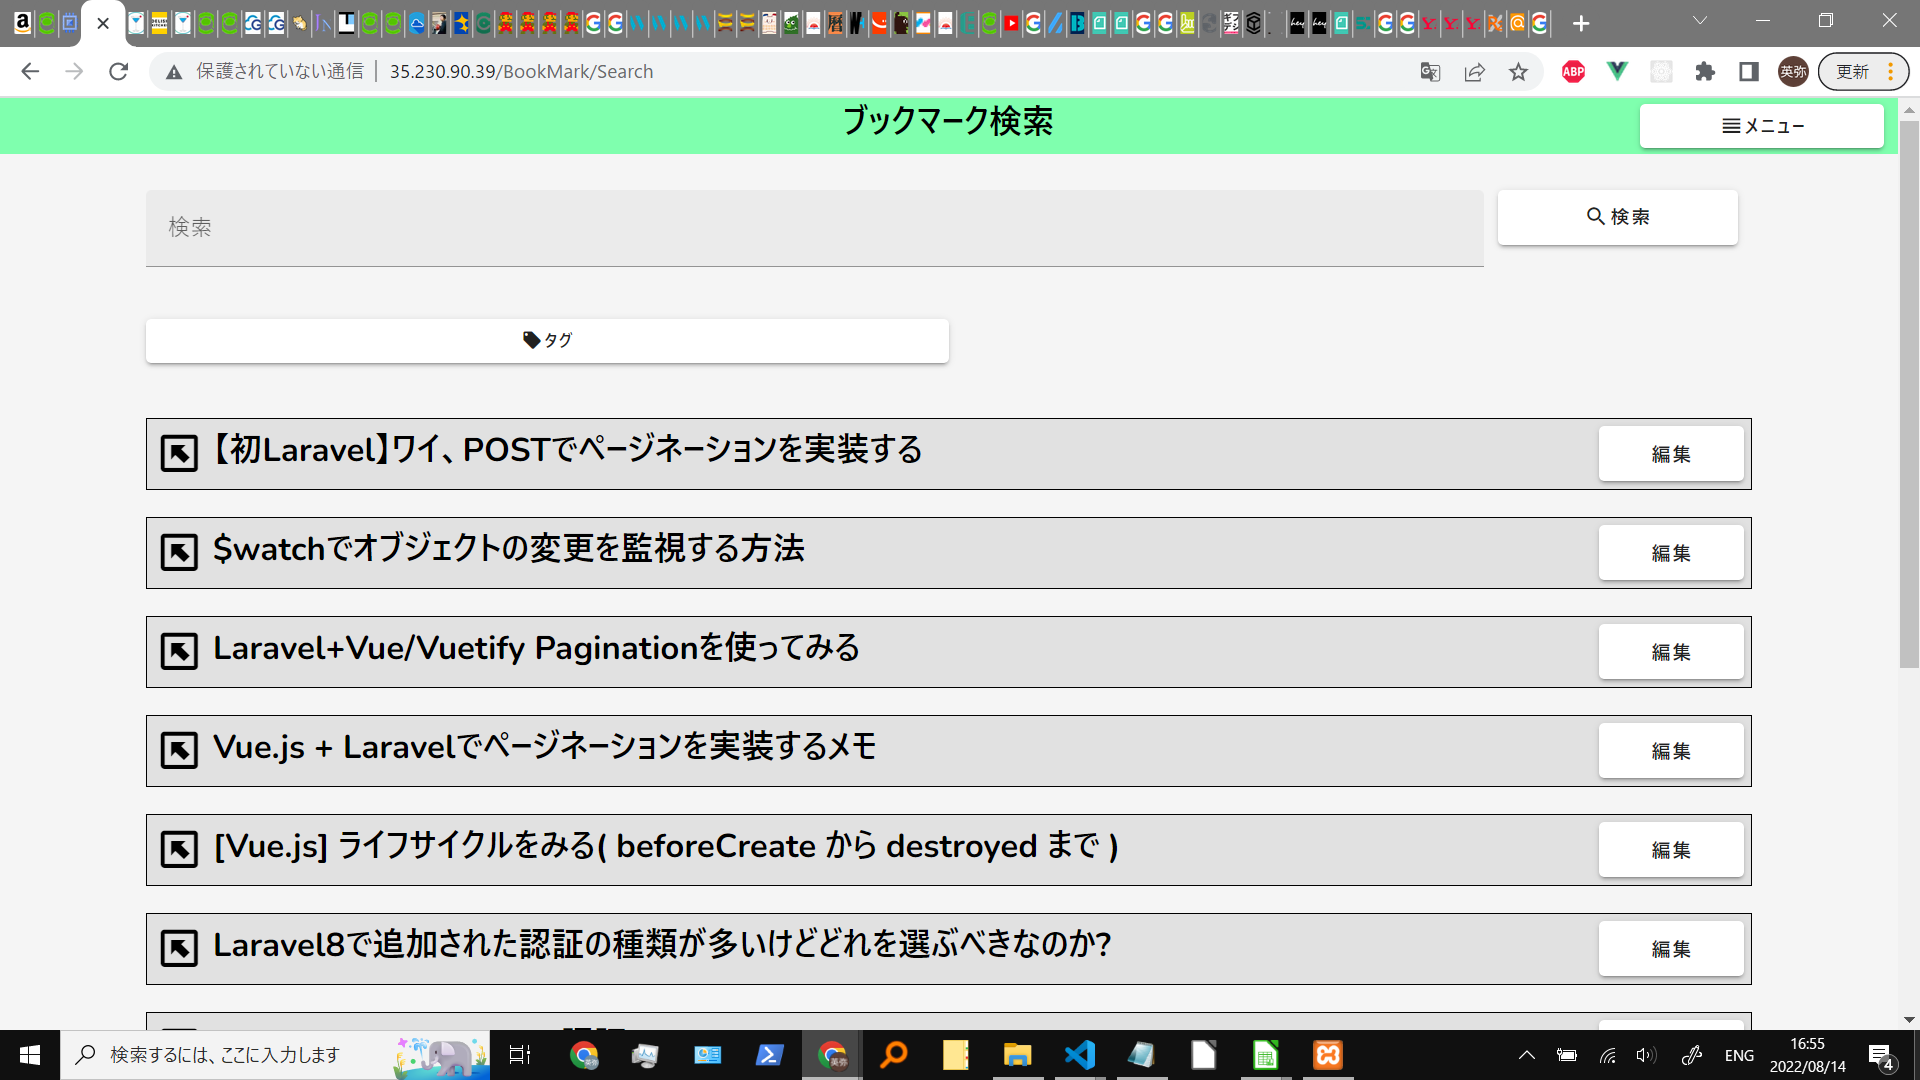 保護されていない通信
35.230.90.39/BookMark/Search
ABP
英弥
更新
ブックマーク検索
メニュー
検索
検索
タグ
【初Laravel】ワイ、POSTでページネーションを実装する
編集
$watchでオブジェクトの変更を監視する方法
編集
Laravel+Vue/Vuetify Paginationを使ってみる
編集
Vue.js + Laravelでページネーションを実装するメモ
編集
[Vue.js] ライフサイクルをみる( beforeCreate から destroyed まで )
編集
Laravel8で追加された認証の種類が多いけどどれを選ぶべきなのか?
編集
検索するには、ここに入力します
ENG
16:55
2022/08/14
4